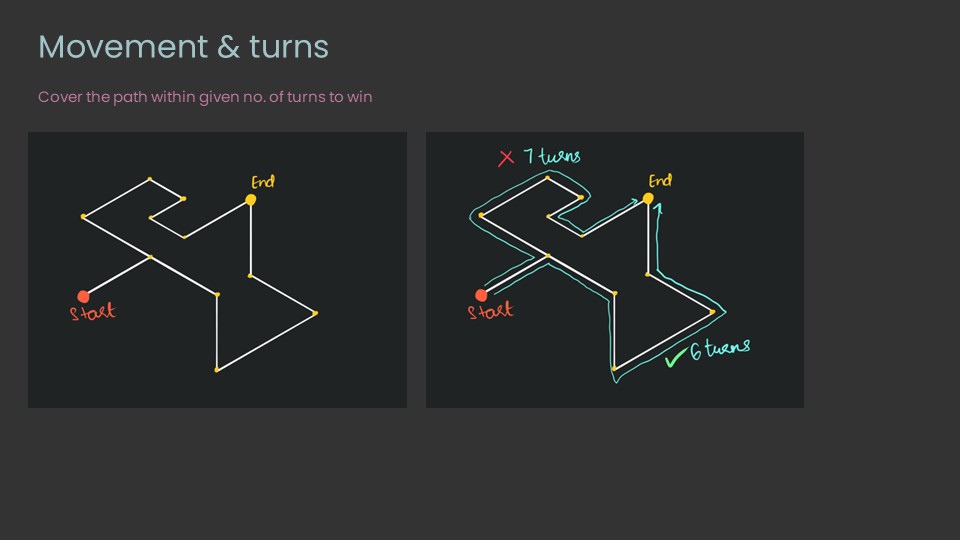 Movement & turns
Cover the path within given no. of turns to win
End
Start
X 7 turns
End
Start
✓ 6 turns